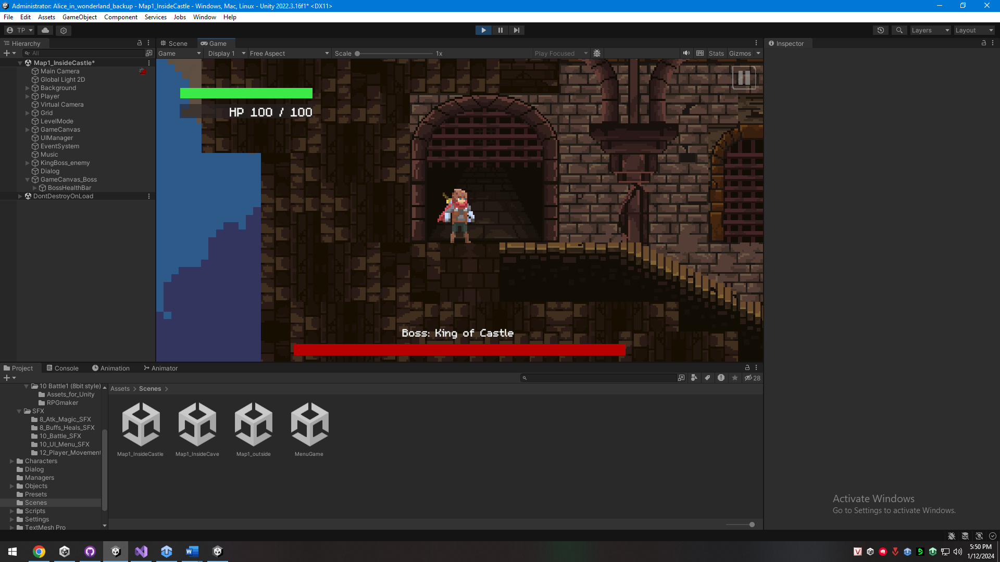 Administrator: Alice_in_wonderland_backup - Map1_InsideCastle - Windows, Mac, Linux - Unity 2022.3.16f1* <DX11>
File Edit Assets GameObject Component Services Jobs Window Help
TP Layers Layout
Hierarchy
All
Map1_InsideCastle*
Main Camera
Global Light 2D
Background
Player
Virtual Camera
Grid
LevelMode
GameCanvas
UIManager
EventSystem
Music
KingBoss_enemy
Dialog
GameCanvas_Boss
BossHealthBar
DontDestroyOnLoad
Scene Game
Game Display 1 Free Aspect Scale 1x Play Focused Stats Gizmos
HP 100 / 100
Boss: King of Castle
Inspector
Project Console Animation Animator
28
10 Battle1 (8bit style)
Assets_for_Unity
RPGmaker
SFX
8_Atk_Magic_SFX
8_Buffs_Heals_SFX
10_Battle_SFX
10_UI_Menu_SFX
12_Player_Movement
Characters
Dialog
Managers
Objects
Presets
Scenes
Scripts
Settings
TextMesh Pro
Assets > Scenes >
Map1_InsideCastle Map1_InsideCave Map1_outside MenuGame
Activate Windows
Go to Settings to activate Windows.
5:50 PM
1/12/2024